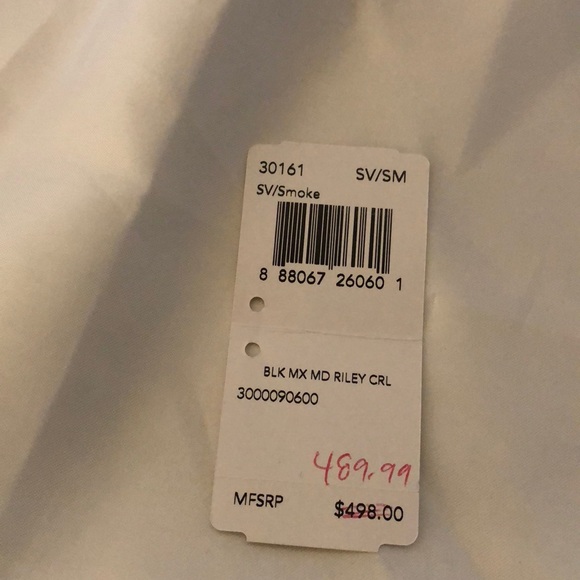 30161 SV/SM
SV/Smoke
8 88067 26060 1
BLK MX MD RILEY CRL
3000090600
489.99
MFSRP $498.00